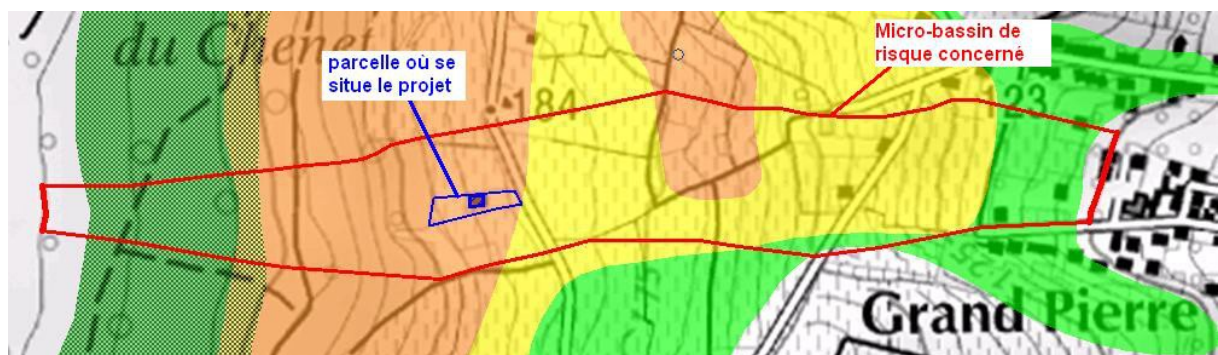 du Chenet
parcelle où se
situe le projet
184
Micro-bassin de
risque concerné
123
Grand Pierre